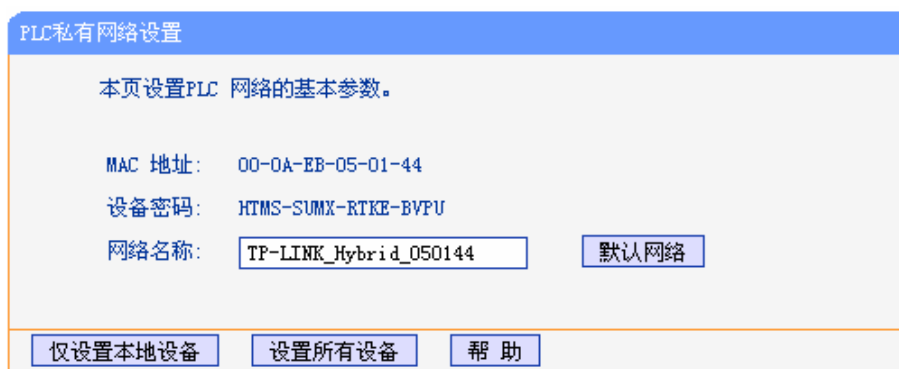 PLC私有网络设置
本页设置PLC 网络的基本参数。
MAC 地址: 00-0A-EB-05-01-44
设备密码: HTMS-SUMX-RTKE-BVPU
网络名称: TP-LINK_Hybrid_050144 默认网络
仅设置本地设备 设置所有设备 帮 助